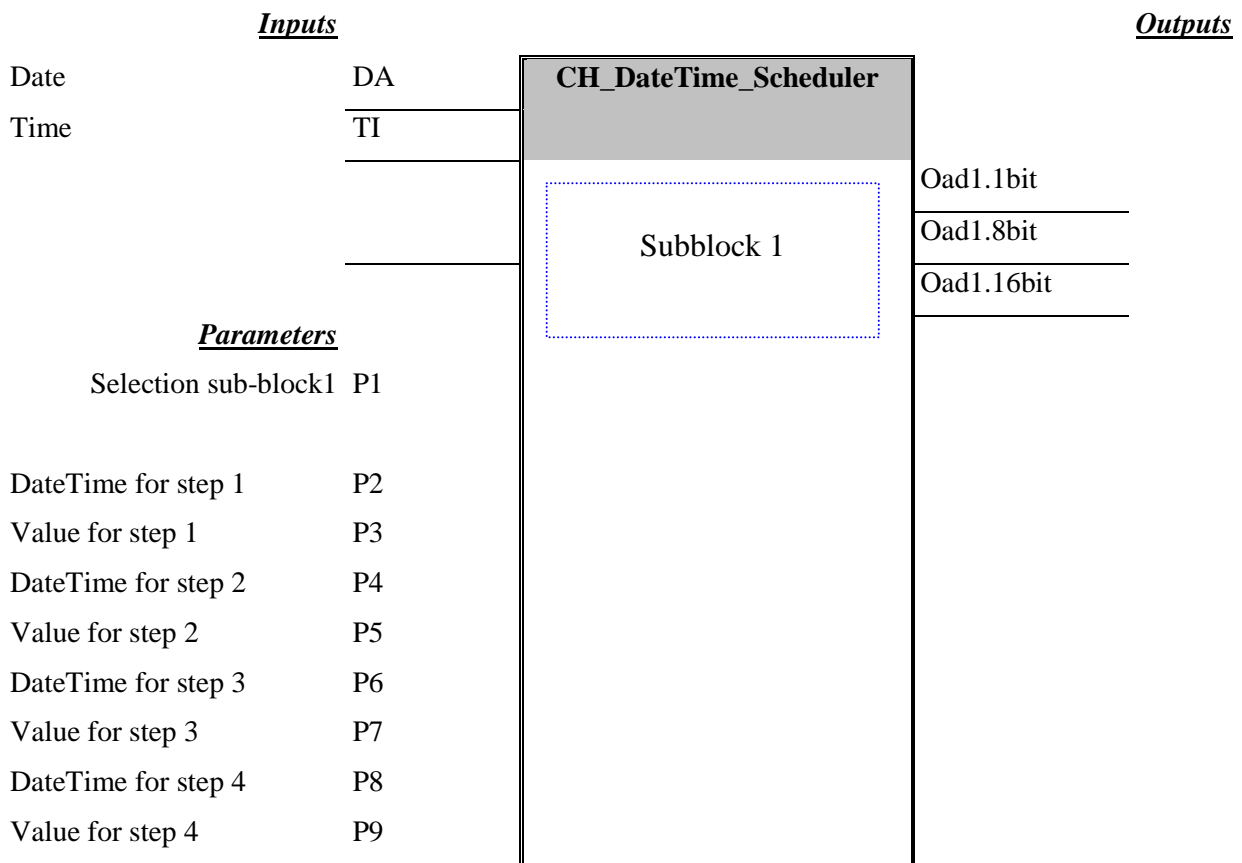 Inputs Outputs
Date DA CH_DateTime_Scheduler
Time TI
Oad1.1bit
Subblock 1 Oad1.8bit
Oad1.16bit
Parameters
Selection sub-block1 P1
DateTime for step 1 P2
Value for step 1 P3
DateTime for step 2 P4
Value for step 2 P5
DateTime for step 3 P6
Value for step 3 P7
DateTime for step 4 P8
Value for step 4 P9